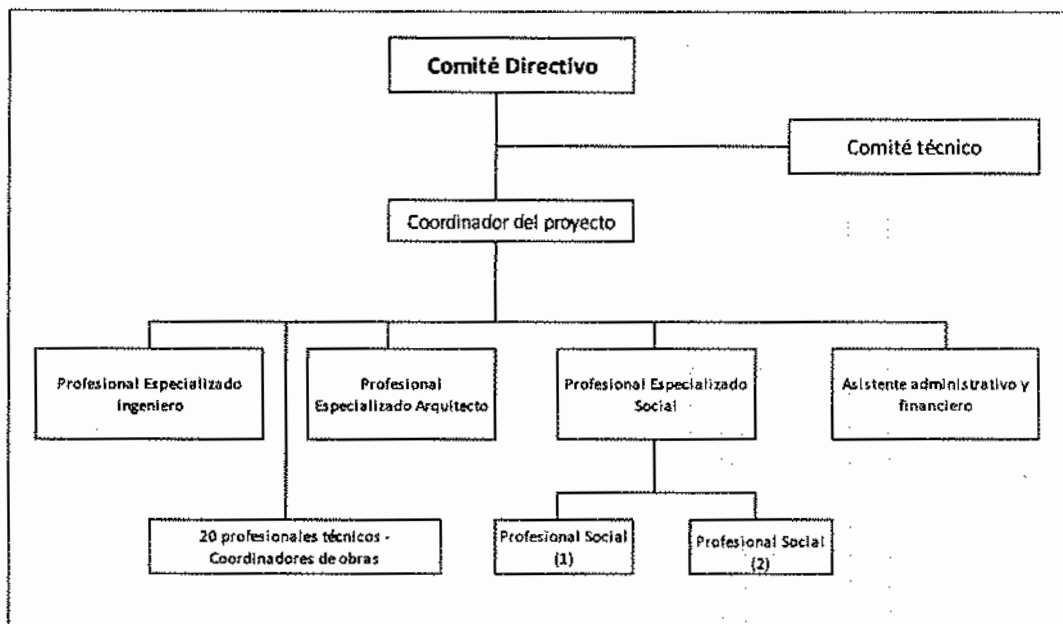 Comité Directivo
Comité técnico
Coordinador del proyecto
Profesional Especializado
Ingeniero
Profesional
Especializado Arquitecto
Profesional Especializado
Social
Asistente administrativo y
financiero
20 profesionales técnicos -
Coordinadores de obras
Profesional Social
(1)
Profesional Social
(2)